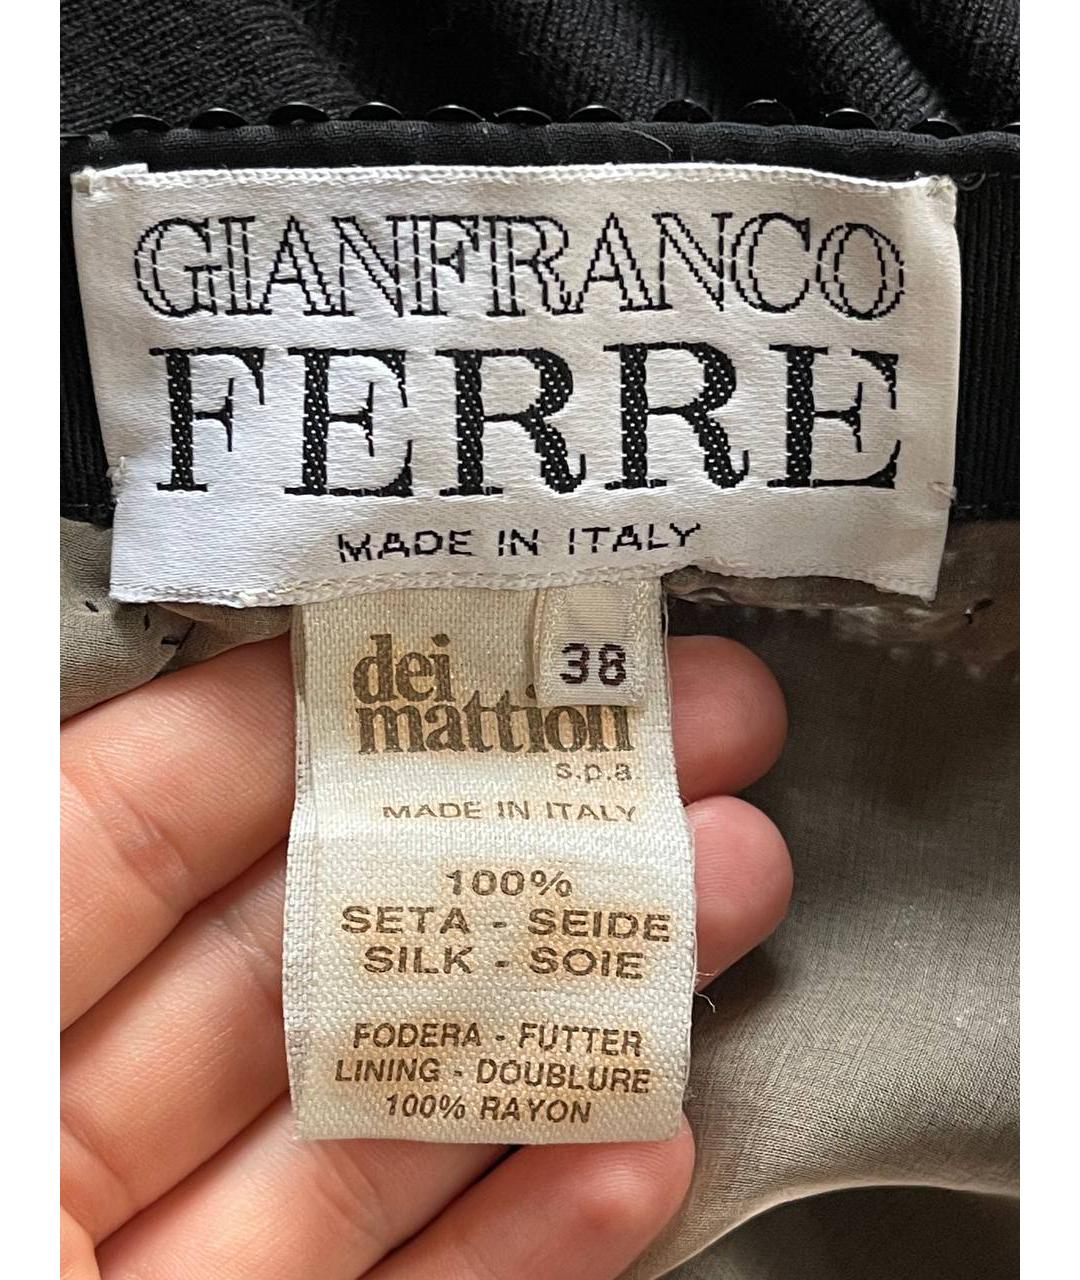 GIANFRANCO
FERRE
MADE IN ITALY
38
dei
mattioli
s.p.a.
MADE IN ITALY
100%
SETA - SEIDE
SILK - SOIE
FODERA - FUTTER
LINING - DOUBLURE
100% RAYON